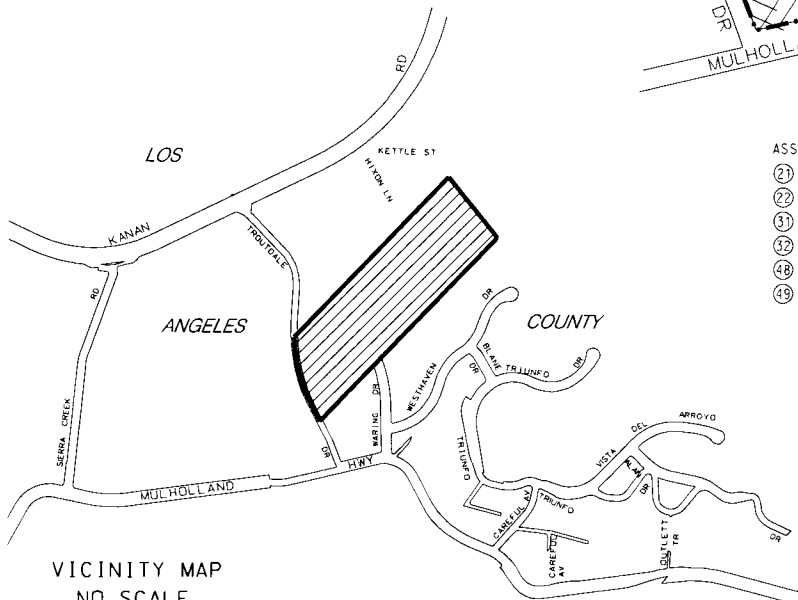 RD
DR
MULHOLL
LOS
KETTLE ST
HIXON LN
ASS
21
22
31
32
48
49
KANAN
TROUTDALE
RD
DR
ANGELES
COUNTY
BLANE
DR
TRIUNFO
DR
WESTHAVEN
WARING DR
SIERRA CREEK
ARROYO
DEL
VISTA
TRIUNFO
DR
HWY
ALAN
DR
MULHOLLAND
TRIUNFO
CAREFUL AV
OUTLETT
TR
DR
CAREFUL
AV
VICINITY MAP
NO SCALE